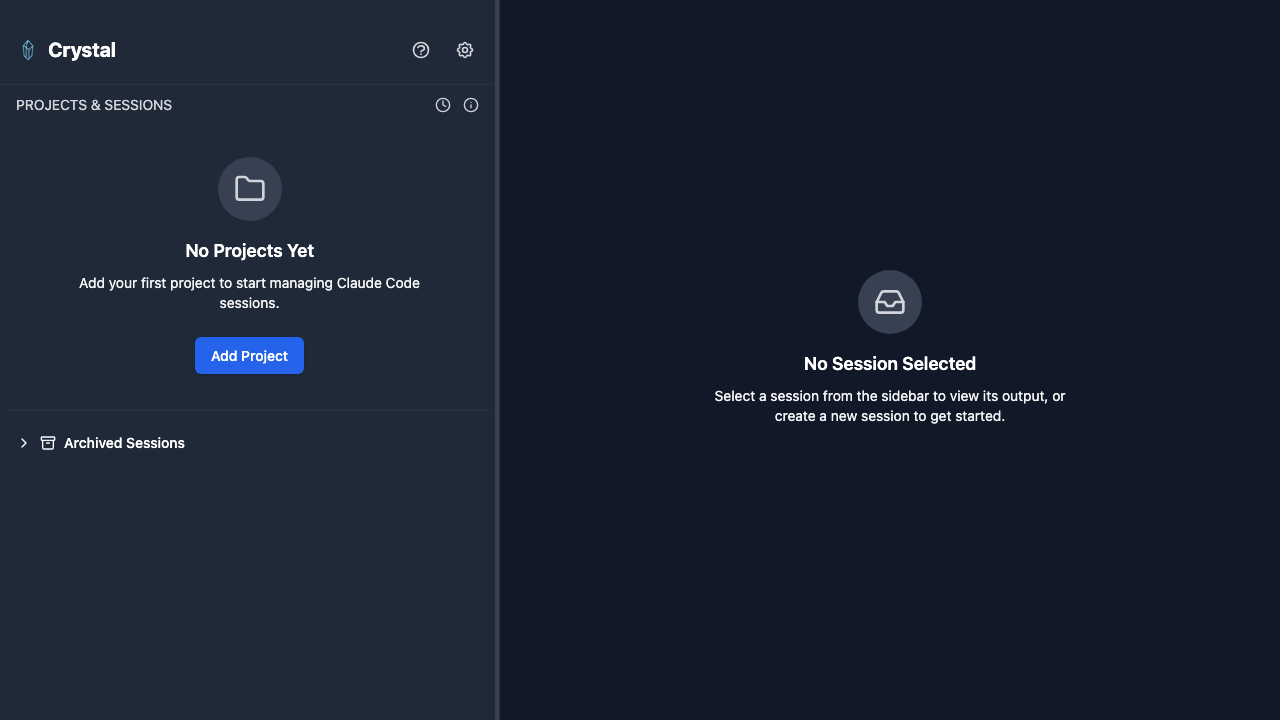 Crystal
PROJECTS & SESSIONS
No Projects Yet
Add your first project to start managing Claude Code
sessions.
Add Project
Archived Sessions
No Session Selected
Select a session from the sidebar to view its output, or
create a new session to get started.